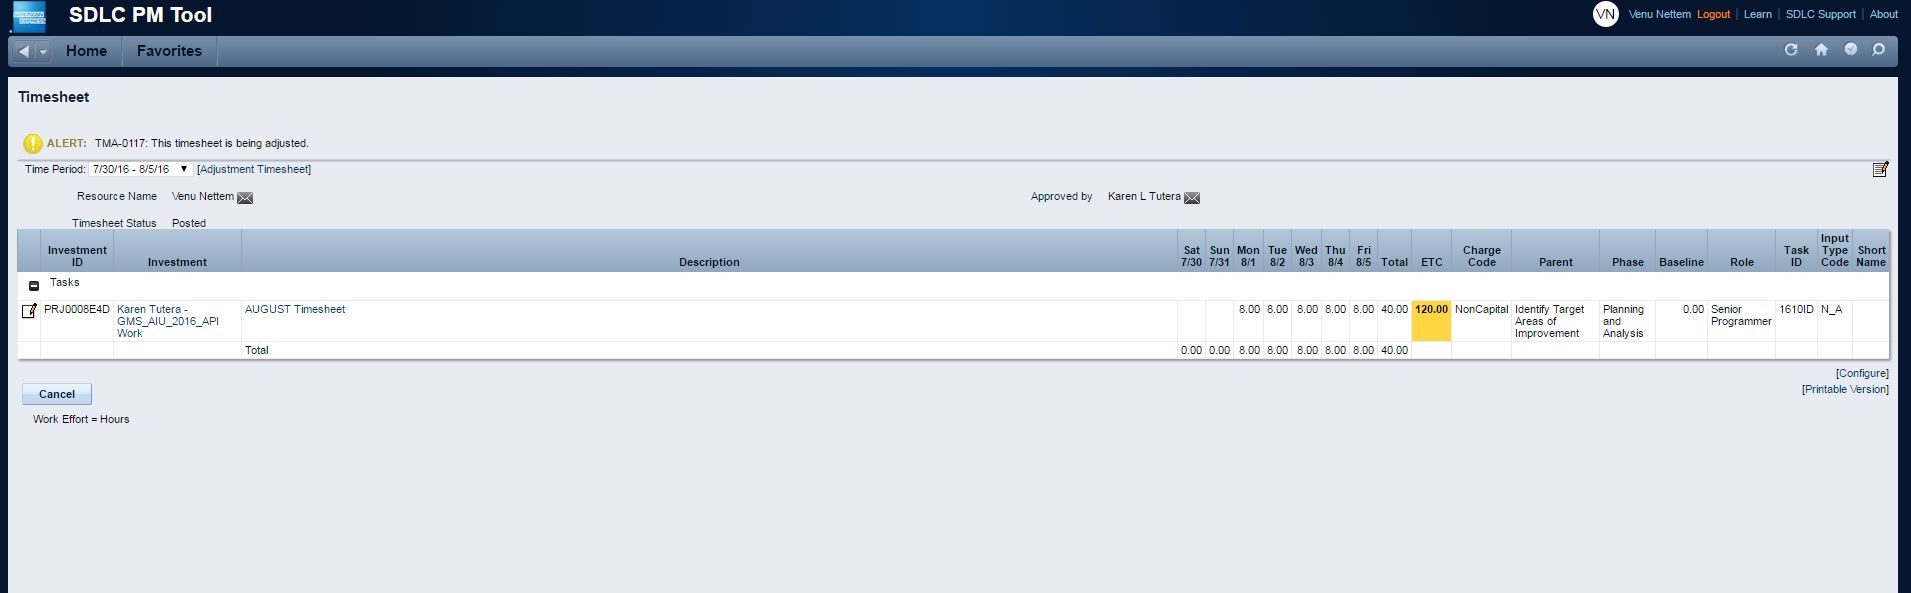 AMERICAN EXPRESS
SDLC PM Tool
VN Venu Nettem Logout | Learn | SDLC Support | About
Home Favorites
Timesheet
ALERT: TMA-0117: This timesheet is being adjusted.
Time Period: 7/30/16 - 8/5/16 [Adjustment Timesheet]
Resource Name Venu Nettem Approved by Karen L Tutera
Timesheet Status Posted
Investment ID Investment Description Sat 7/30 Sun 7/31 Mon 8/1 Tue 8/2 Wed 8/3 Thu 8/4 Fri 8/5 Total ETC Charge Code Parent Phase Baseline Role Task ID Input Type Code Short Name
Tasks
PRJ0008E4D Karen Tutera - GMS_AIU_2016_API Work AUGUST Timesheet 8.00 8.00 8.00 8.00 8.00 40.00 120.00 NonCapital Identify Target Areas of Improvement Planning and Analysis 0.00 Senior Programmer 1610ID N_A
Total 0.00 0.00 8.00 8.00 8.00 8.00 8.00 40.00
[Configure]
Cancel [Printable Version]
Work Effort = Hours